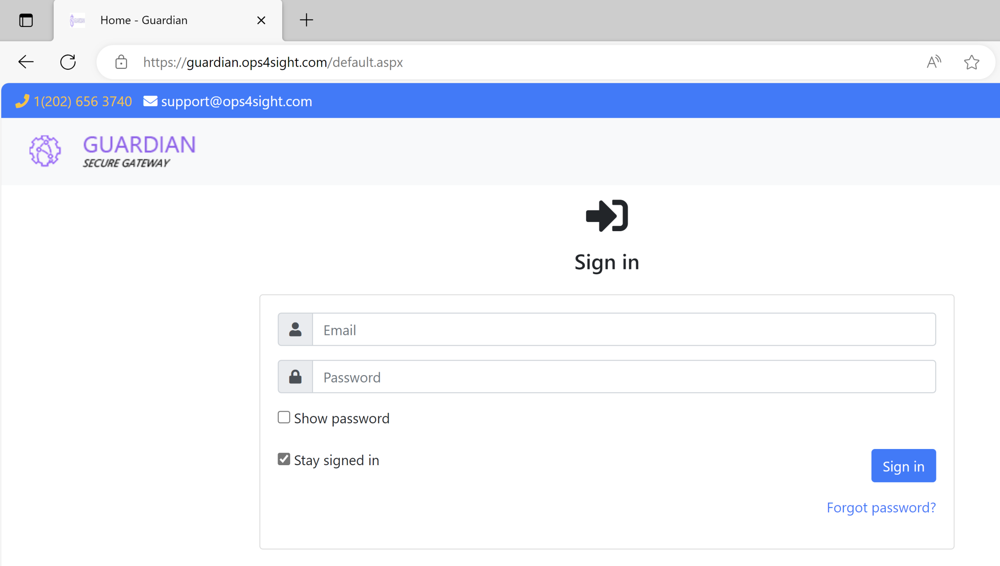 Home - Guardian
https://guardian.ops4sight.com/default.aspx
1(202) 656 3740 support@ops4sight.com
GUARDIAN
SECURE GATEWAY
Sign in
Email
Password
Show password
Stay signed in
Sign in
Forgot password?